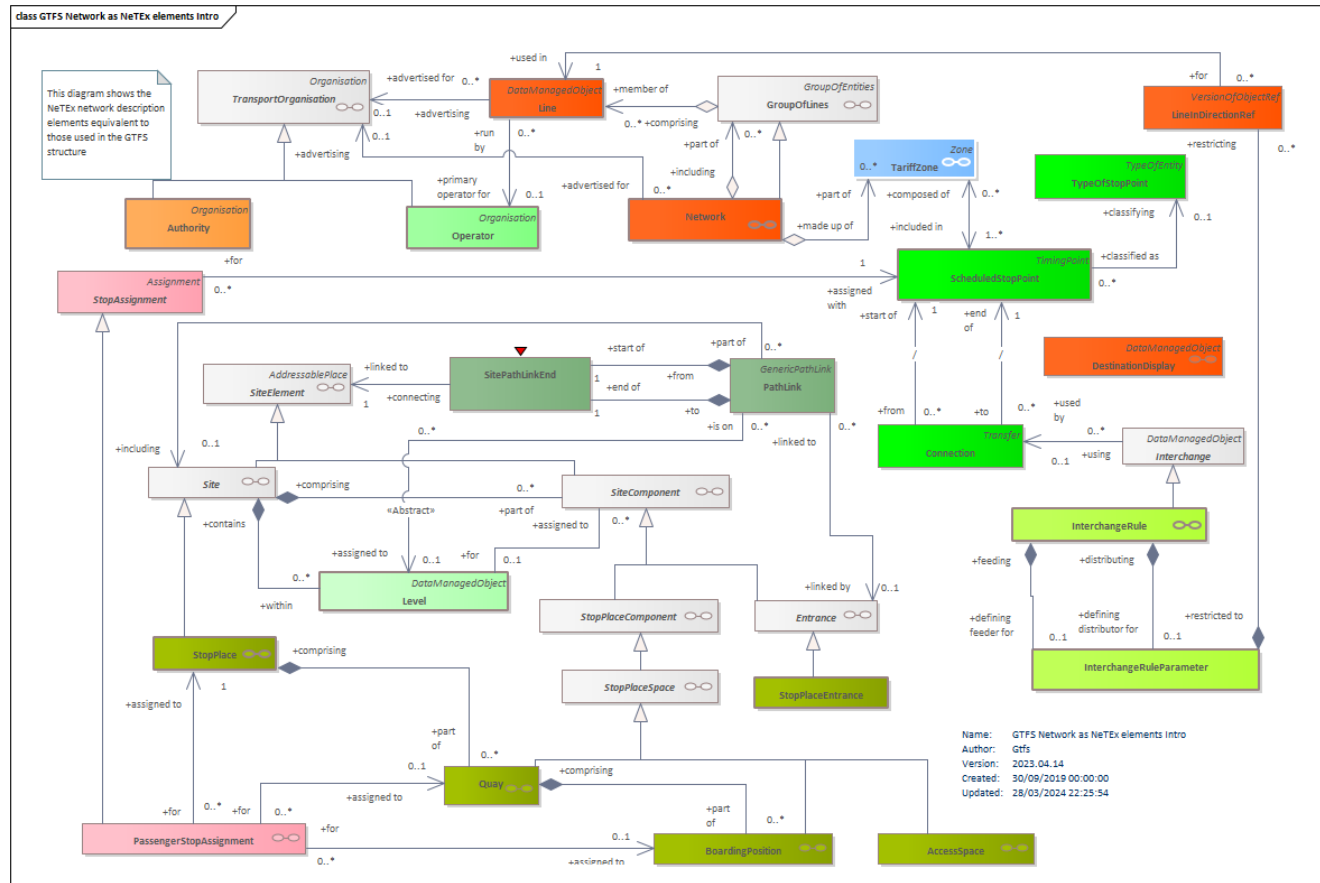 class GTFS Network as NeTEx elements Intro
This diagram shows the
NeTEx network description
elements equivalent to
those used in the GTFS
structure
Organisation
TransportOrganisation
0..1
0..1
+advertised for
0..*
+advertising
+used in
1
DataManagedObject
Line
0..*
+member of
0..*
+comprising
GroupOfEntities
GroupOfLines
+part of
0..*
+including
+for
0..*
VersionOfObjectRef
LineInDirectionRef
+restricting
0..*
+advertising
+run
by
+primary
operator for
0..1
+advertised for
Zone
TariffZone
0..*
+part of
+composed of
0..*
TypeOfEntity
TypeOfStopPoint
+classifying
0..1
Organisation
Authority
Organisation
Operator
Network
+made up of
+included in
1..*
+classified as
0..*
TimingPoint
ScheduledStopPoint
+for
Assignment
StopAssignment
0..*
1
+assigned
with
+start of
1
+end
of
1
DataManagedObject
DestinationDisplay
AddressablePlace
SiteElement
+linked to
1
+connecting
SitePathLinkEnd
+start of
1
+from
+end of
1
+to
+part of
0..*
GenericPathLink
PathLink
+is on
0..*
0..*
+linked to
0..*
+from
0..*
+to
0..*
+used
by
0..*
+using
0..1
Transfer
Connection
DataManagedObject
Interchange
+including
0..1
Site
+comprising
0..*
+part of
SiteComponent
+contains
«Abstract»
+assigned to
0..*
+assigned to
0..1
+for
0..1
0..*
+within
DataManagedObject
Level
InterchangeRule
+feeding
+distributing
+defining
feeder for
0..1
+defining
distributor for
0..1
+restricted to
InterchangeRuleParameter
StopPlaceComponent
+linked by
0..1
Entrance
StopPlace
+comprising
1
StopPlaceSpace
StopPlaceEntrance
+assigned to
+part
of
0..*
0..1
+assigned to
Quay
+comprising
Name: GTFS Network as NeTEx elements Intro
Author: Gtfs
Version: 2023.04.14
Created: 30/09/2019 00:00:00
Updated: 28/03/2024 22:25:54
+for
0..*
+for
0..*
PassengerStopAssignment
+for
0..*
0..1
+assigned to
+part
of
0..*
BoardingPosition
AccessSpace